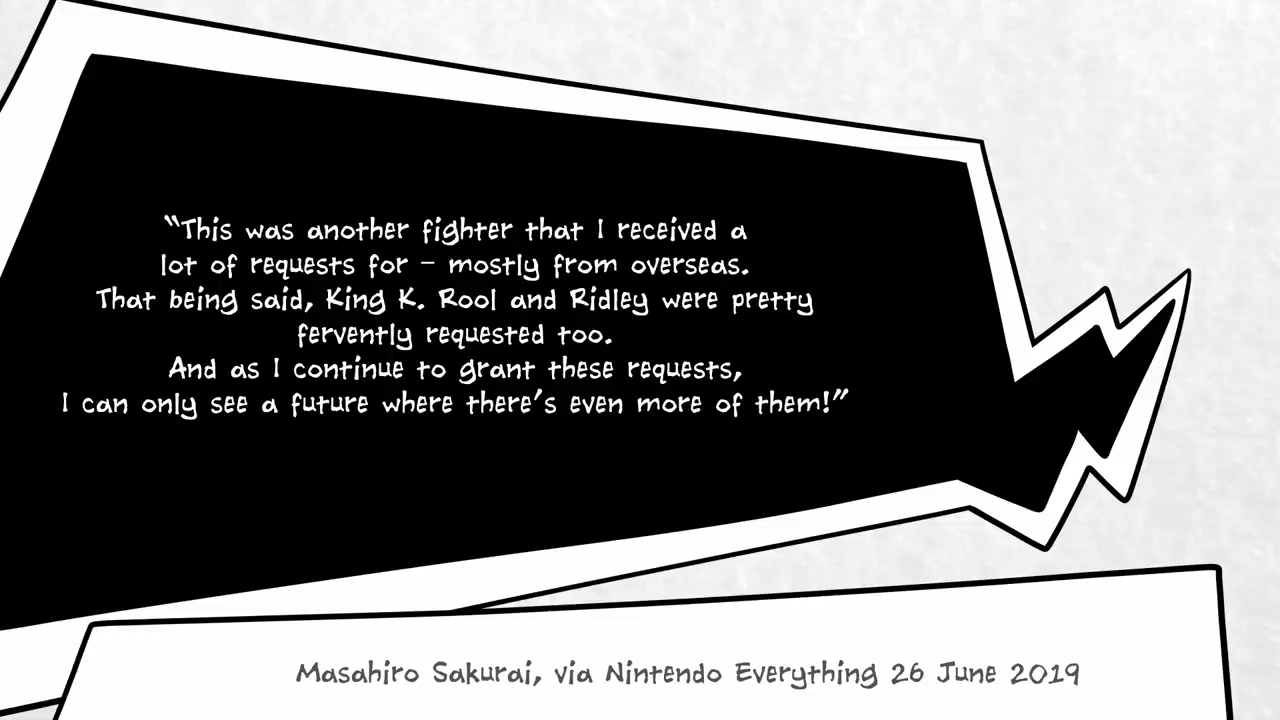 “This was another fighter that I received a
lot of requests for – mostly from overseas.
That being said, King K. Rool and Ridley were pretty
fervently requested too.
And as I continue to grant these requests,
I can only see a future where there's even more of them!”
Masahiro Sakurai, via Nintendo Everything 26 June 2019